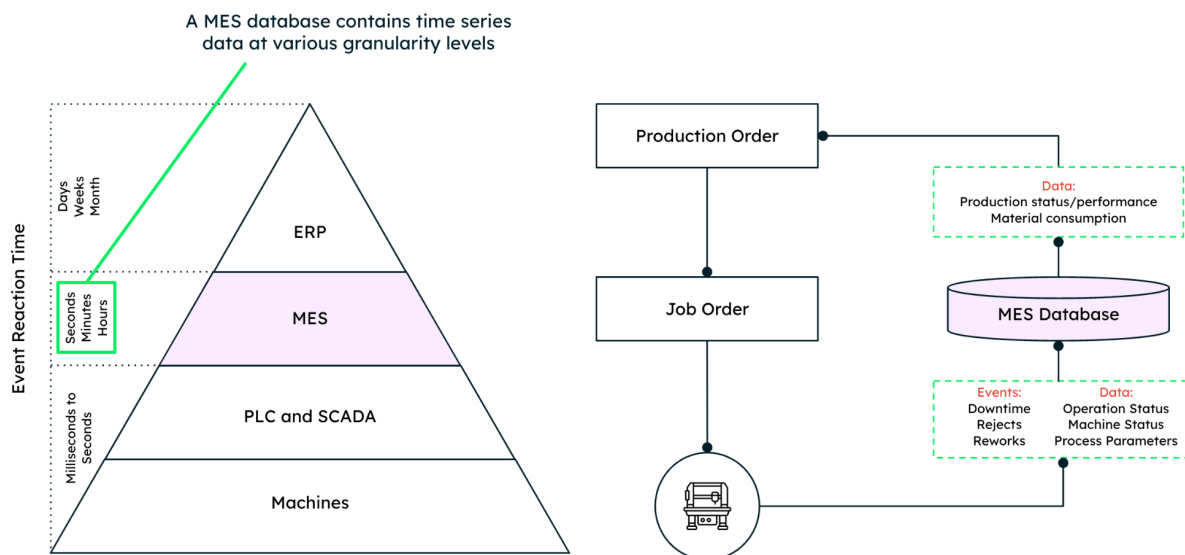 A MES database contains time series
data at various granularity levels
Event Reaction Time
Days
Weeks
Month
Seconds
Minutes
Hours
Milliseconds to
Seconds
ERP
MES
PLC and SCADA
Machines
Production Order
Job Order
Data:
Production status/performance
Material consumption
MES Database
Events:
Downtime
Rejects
Reworks
Data:
Operation Status
Machine Status
Process Parameters